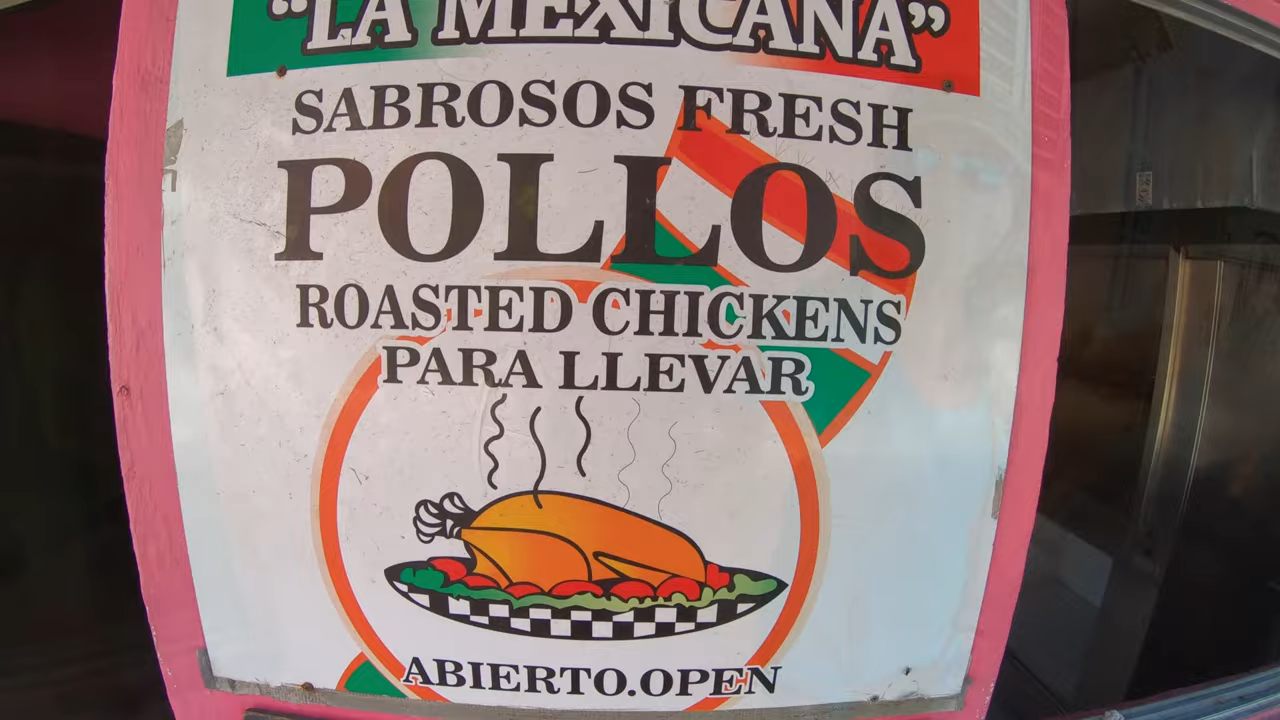 "LA MEXICANA"
SABROSOS FRESH
POLLOS
ROASTED CHICKENS
PARA LLEVAR
ABIERTO.OPEN